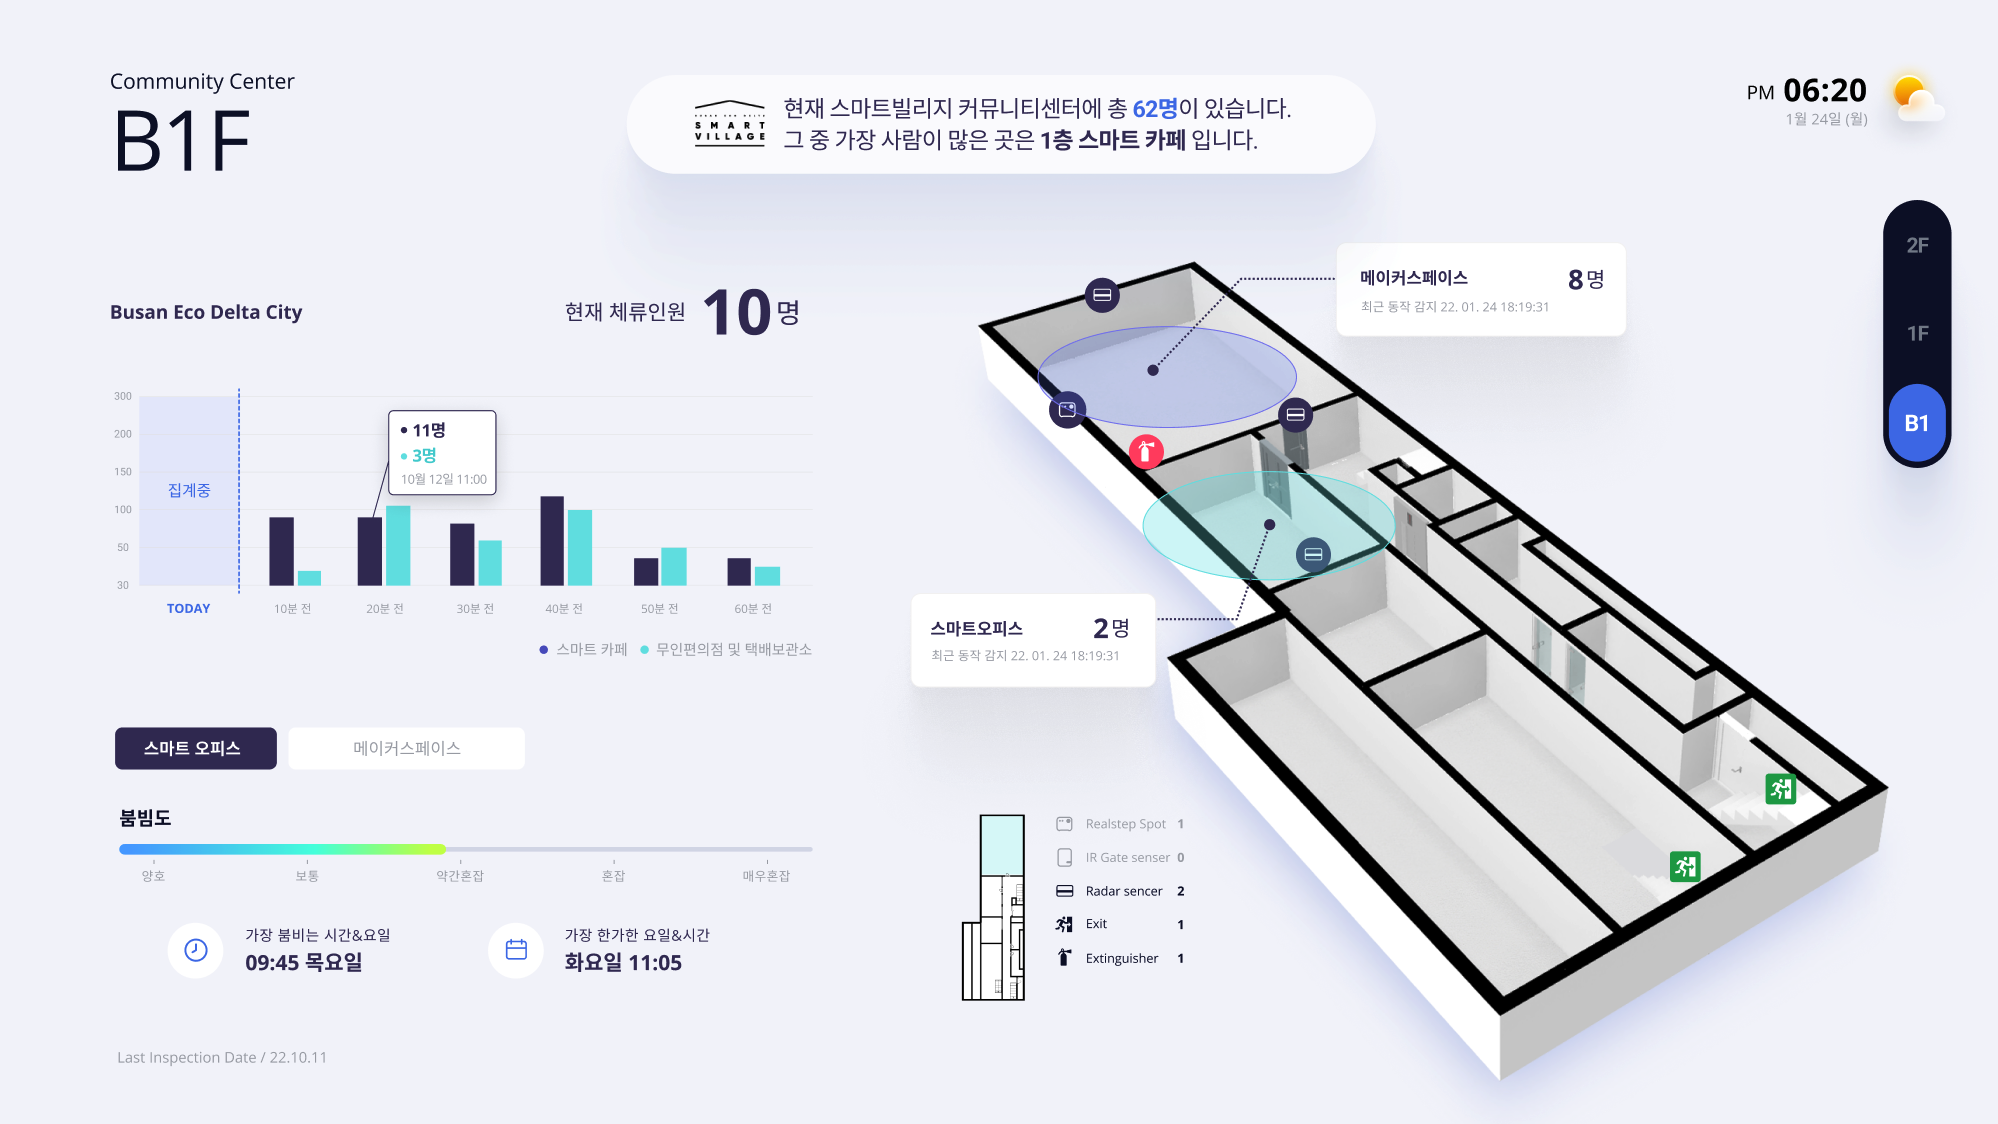 Community Center
B1F
SMART
VILLAGE
현재 스마트빌리지 커뮤니티센터에 총 62명이 있습니다.
그 중 가장 사람이 많은 곳은 1층 스마트 카페 입니다.
PM 06:20
1월 24일 (월)
2F
1F
B1
Busan Eco Delta City
현재 체류인원 10명
300
200
150
100
50
30
집계중
11명
3명
10월 12일 11:00
TODAY
10분 전
20분 전
30분 전
40분 전
50분 전
60분 전
스마트 카페
무인편의점 및 택배보관소
메이커스페이스 8명
최근 동작 감지 22. 01. 24 18:19:31
스마트오피스 2명
최근 동작 감지 22. 01. 24 18:19:31
스마트 오피스
메이커스페이스
붐빔도
양호
보통
약간혼잡
혼잡
매우혼잡
가장 붐비는 시간&요일
09:45 목요일
가장 한가한 요일&시간
화요일 11:05
Realstep Spot 1
IR Gate senser 0
Radar sencer 2
Exit 1
Extinguisher 1
Last Inspection Date / 22.10.11